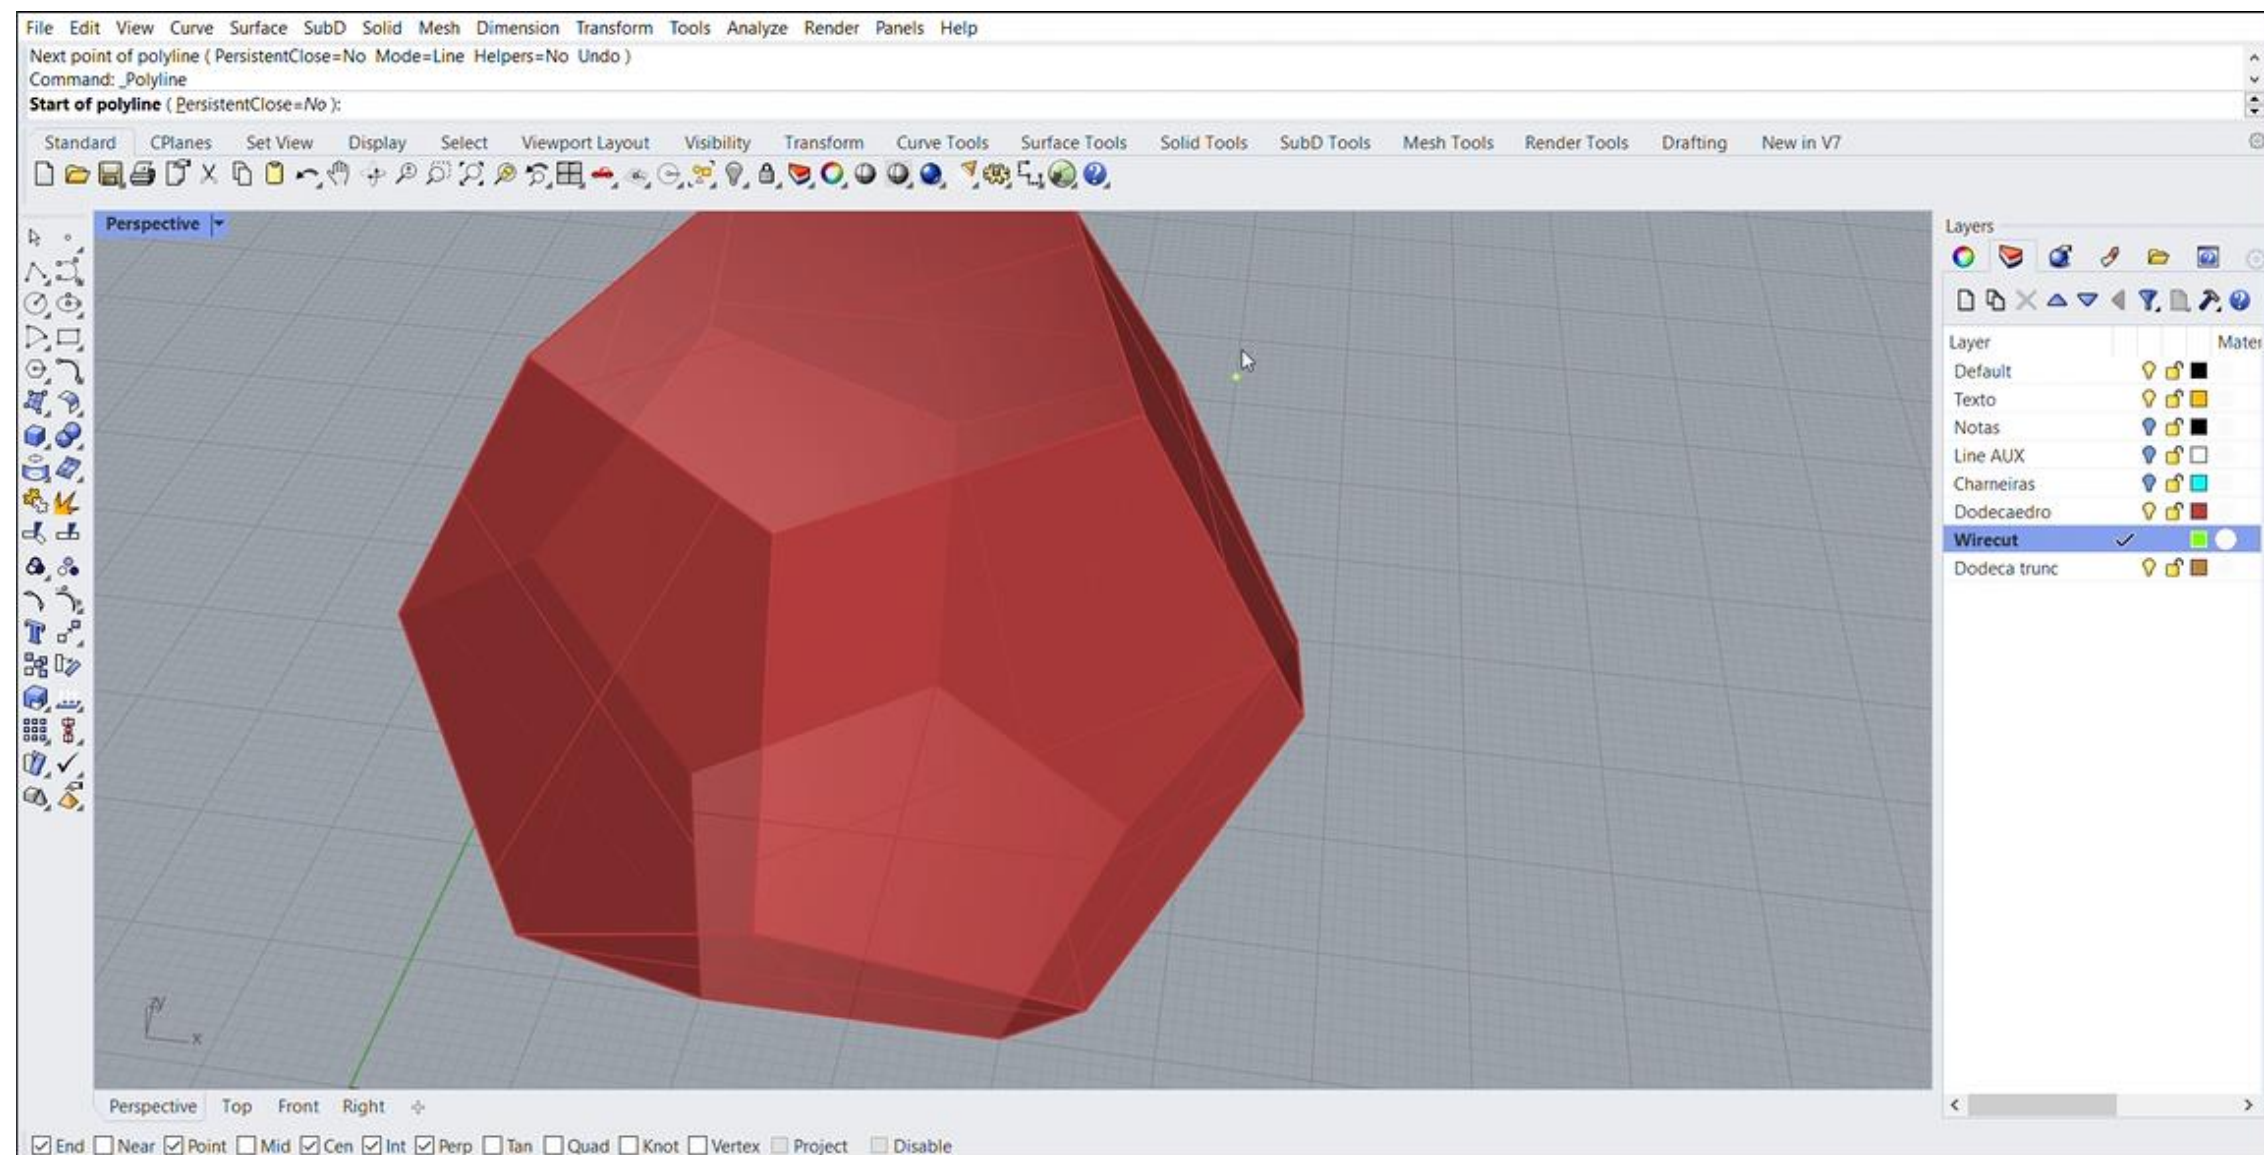 File Edit View Curve Surface SubD Solid Mesh Dimension Transform Tools Analyze Render Panels Help
Next point of polyline ( PersistentClose=No Mode=Line Helpers=No Undo )
Command: _Polyline
Start of polyline ( PersistentClose=No ):
Standard CPlanes Set View Display Select Viewport Layout Visibility Transform Curve Tools Surface Tools Solid Tools SubD Tools Mesh Tools Render Tools Drafting New in V7
Perspective
Layers
Layer Mater
Default
Texto
Notas
Line AUX
Charneiras
Dodecaedro
Wirecut
Dodeca trunc
zy
x
Perspective Top Front Right
End Near Point Mid Cen Int Perp Tan Quad Knot Vertex Project Disable